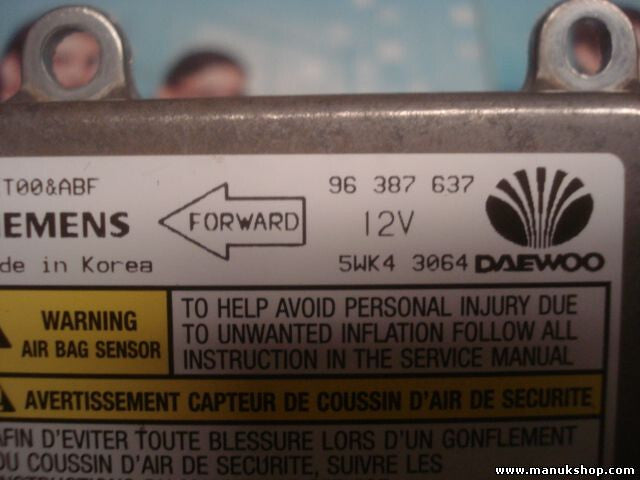 T00&ABF
96 387 637
IEMENS
FORWARD
12V
de in Korea
5WK4 3064 DAEWOO
WARNING
AIR BAG SENSOR
TO HELP AVOID PERSONAL INJURY DUE
TO UNWANTED INFLATION FOLLOW ALL
INSTRUCTION IN THE SERVICE MANUAL
AVERTISSEMENT CAPTEUR DE COUSSIN D'AIR DE SECURITE
AFIN D'EVITER TOUTE BLESSURE LORS D'UN GONFLEMENT
DU COUSSIN D'AIR DE SECURITE, SUIVRE LES
www.manukshop.com